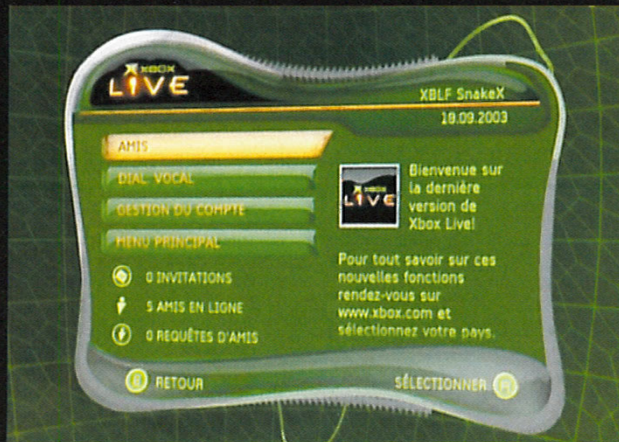 XBOX
LIVE
XBLF SnakeX
18.09.2003
AMIS
DIAL VOCAL
GESTION DU COMPTE
MENU PRINCIPAL
0 INVITATIONS
5 AMIS EN LIGNE
0 REQUÊTES D'AMIS
XBOX
LIVE
Bienvenue sur
la dernière
version de
Xbox Live!
Pour tout savoir sur ces
nouvelles fonctions
rendez-vous sur
www.xbox.com et
sélectionnez votre pays.
RETOUR
SÉLECTIONNER